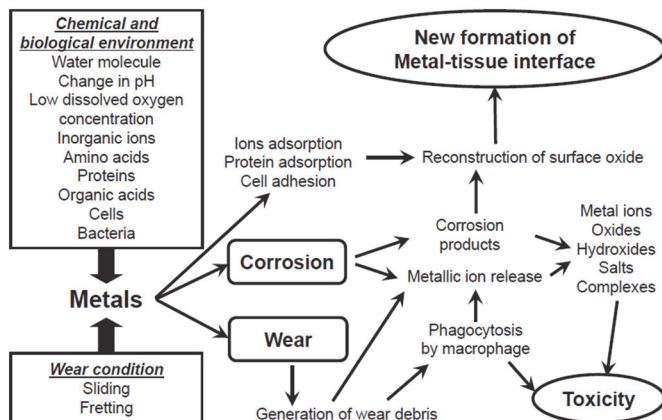 Chemical and
biological environment
Water molecule
Change in pH
Low dissolved oxygen
concentration
Inorganic ions
Amino acids
Proteins
Organic acids
Cells
Bacteria
Metals
Wear condition
Sliding
Fretting
Ions adsorption
Protein adsorption
Cell adhesion
Corrosion
Wear
Generation of wear debris
New formation of
Metal-tissue interface
Reconstruction of surface oxide
Corrosion
products
Metallic ion release
Phagocytosis
by macrophage
Metal ions
Oxides
Hydroxides
Salts
Complexes
Toxicity